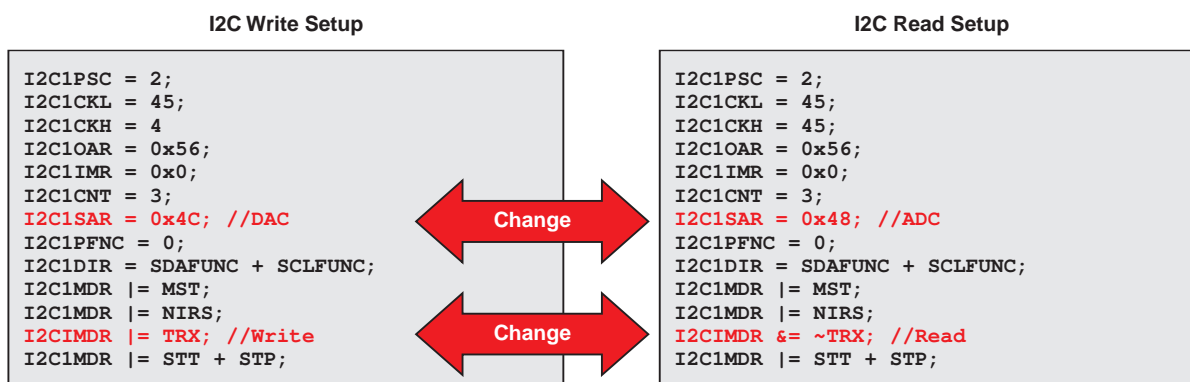 I2C Write Setup
I2C1PSC = 2;
I2C1CKL = 45;
I2C1CKH = 4
I2C1OAR = 0x56;
I2C1IMR = 0x0;
I2C1CNT = 3;
I2C1SAR = 0x4C; //DAC
I2C1PFNC = 0;
I2C1DIR = SDAFUNC + SCLFUNC;
I2C1MDR |= MST;
I2C1MDR |= NIRS;
I2CIMDR |= TRX; //Write
I2C1MDR |= STT + STP;
Change
Change
I2C Read Setup
I2C1PSC = 2;
I2C1CKL = 45;
I2C1CKH = 45;
I2C1OAR = 0x56;
I2C1IMR = 0x0;
I2C1CNT = 3;
I2C1SAR = 0x48; //ADC
I2C1PFNC = 0;
I2C1DIR = SDAFUNC + SCLFUNC;
I2C1MDR |= MST;
I2C1MDR |= NIRS;
I2CIMDR &= ~TRX; //Read
I2C1MDR |= STT + STP;